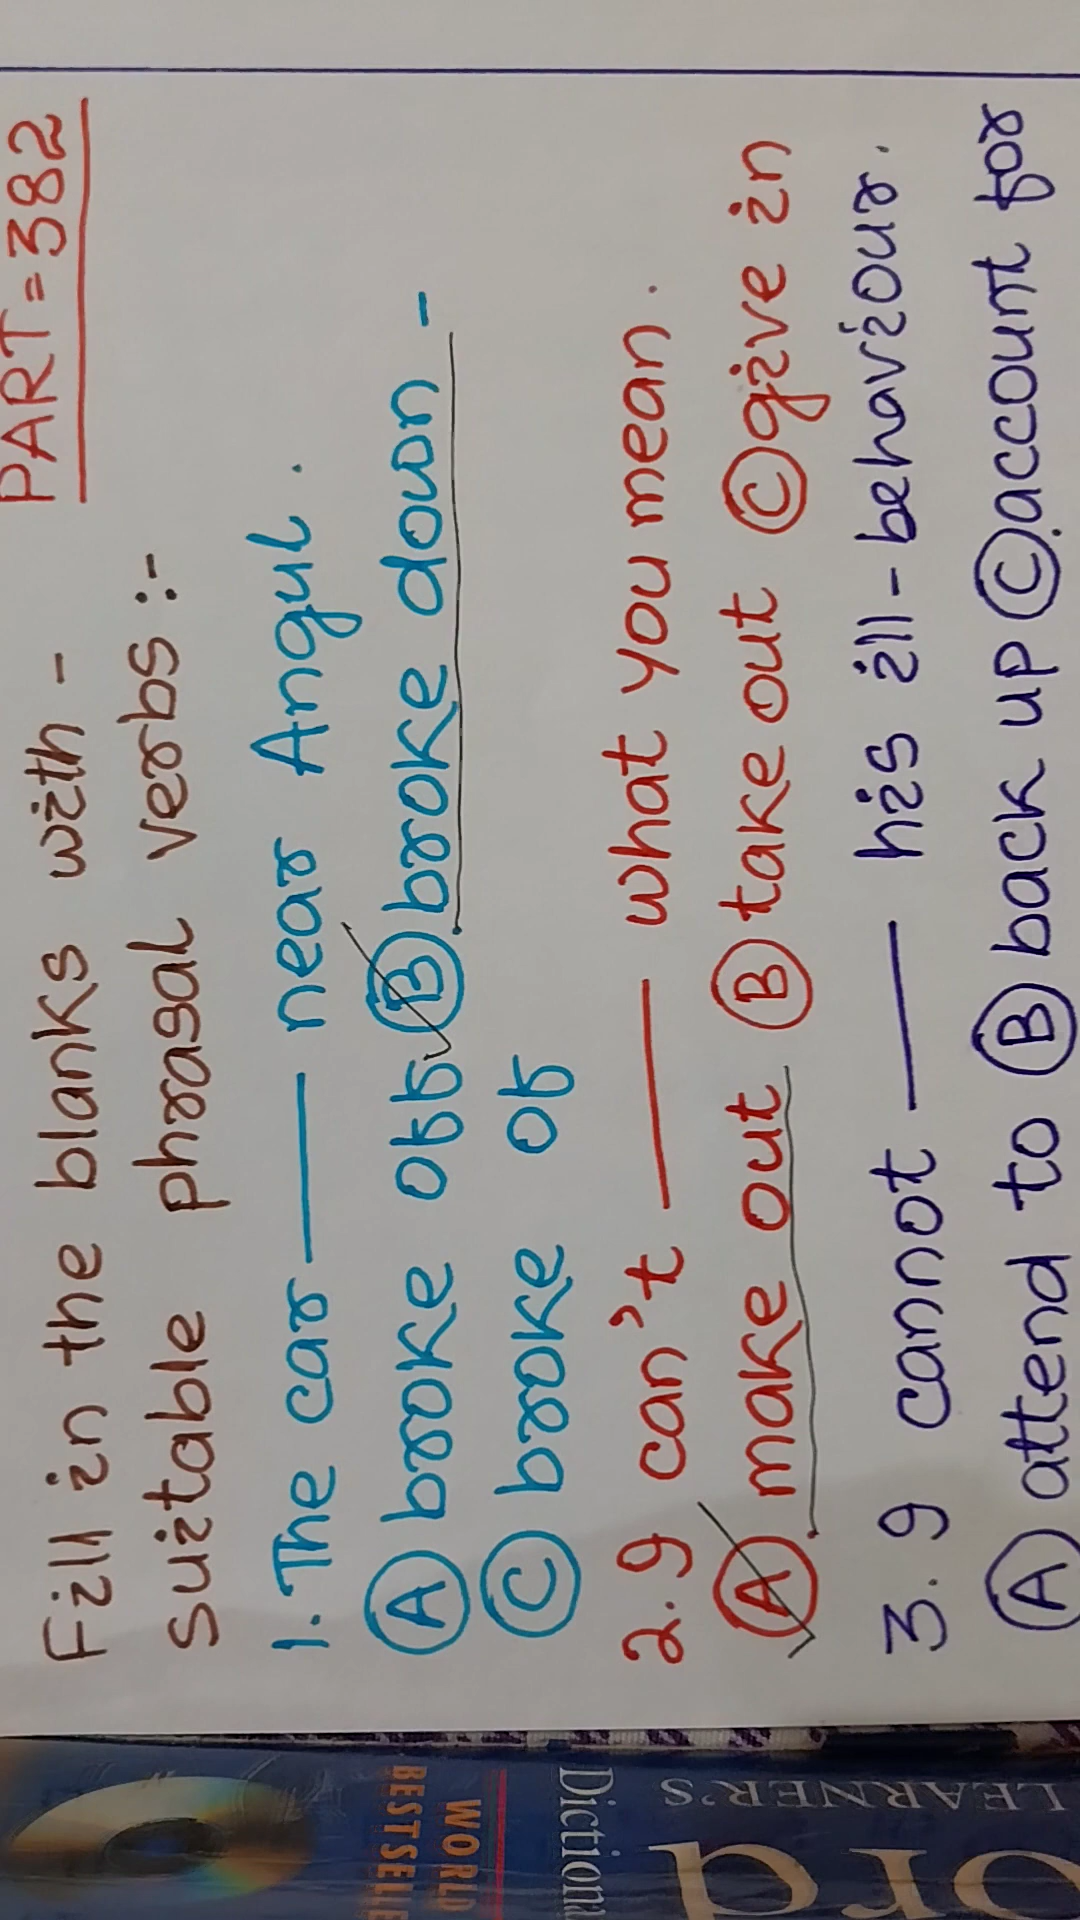 PART=382
Fill in the blanks with -
suitable phrasal verbs :-
1. The car —— near Angul.
(A) broke off (B) broke down -
(C) broke of
2. I can't —— what you mean.
(A) make out (B) take out (C) give in
3. I cannot —— his ill-behaviour.
(A) attend to (B) back up (C) account for
WORLD
BESTSELLE
Dictiona
LEARNER'S
ord